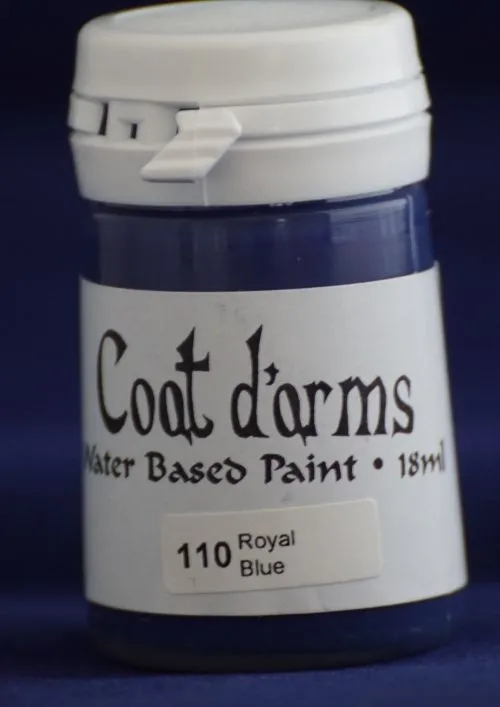 Coat d'arms
Water Based Paint • 18ml
110 Royal
Blue